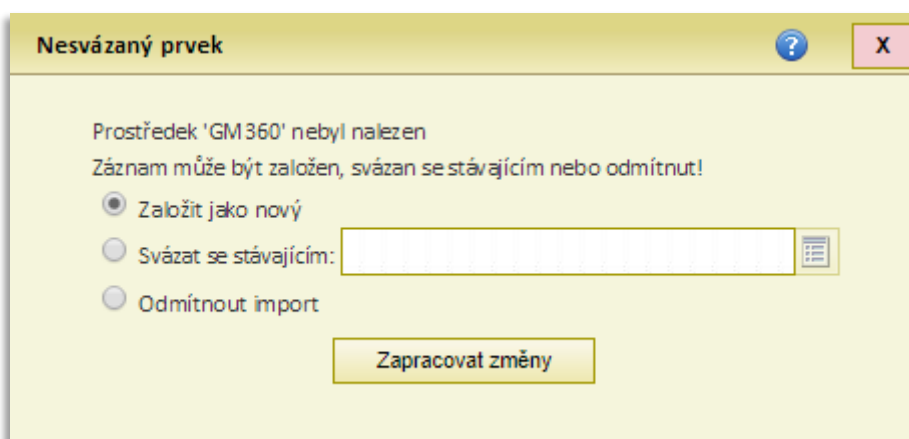 Nesvázaný prvek
?
X
Prostředek 'GM360' nebyl nalezen
Záznam může být založen, svázan se stávajícím nebo odmítnut!
Založit jako nový
Svázat se stávajícím:
Odmítnout import
Zapracovat změny